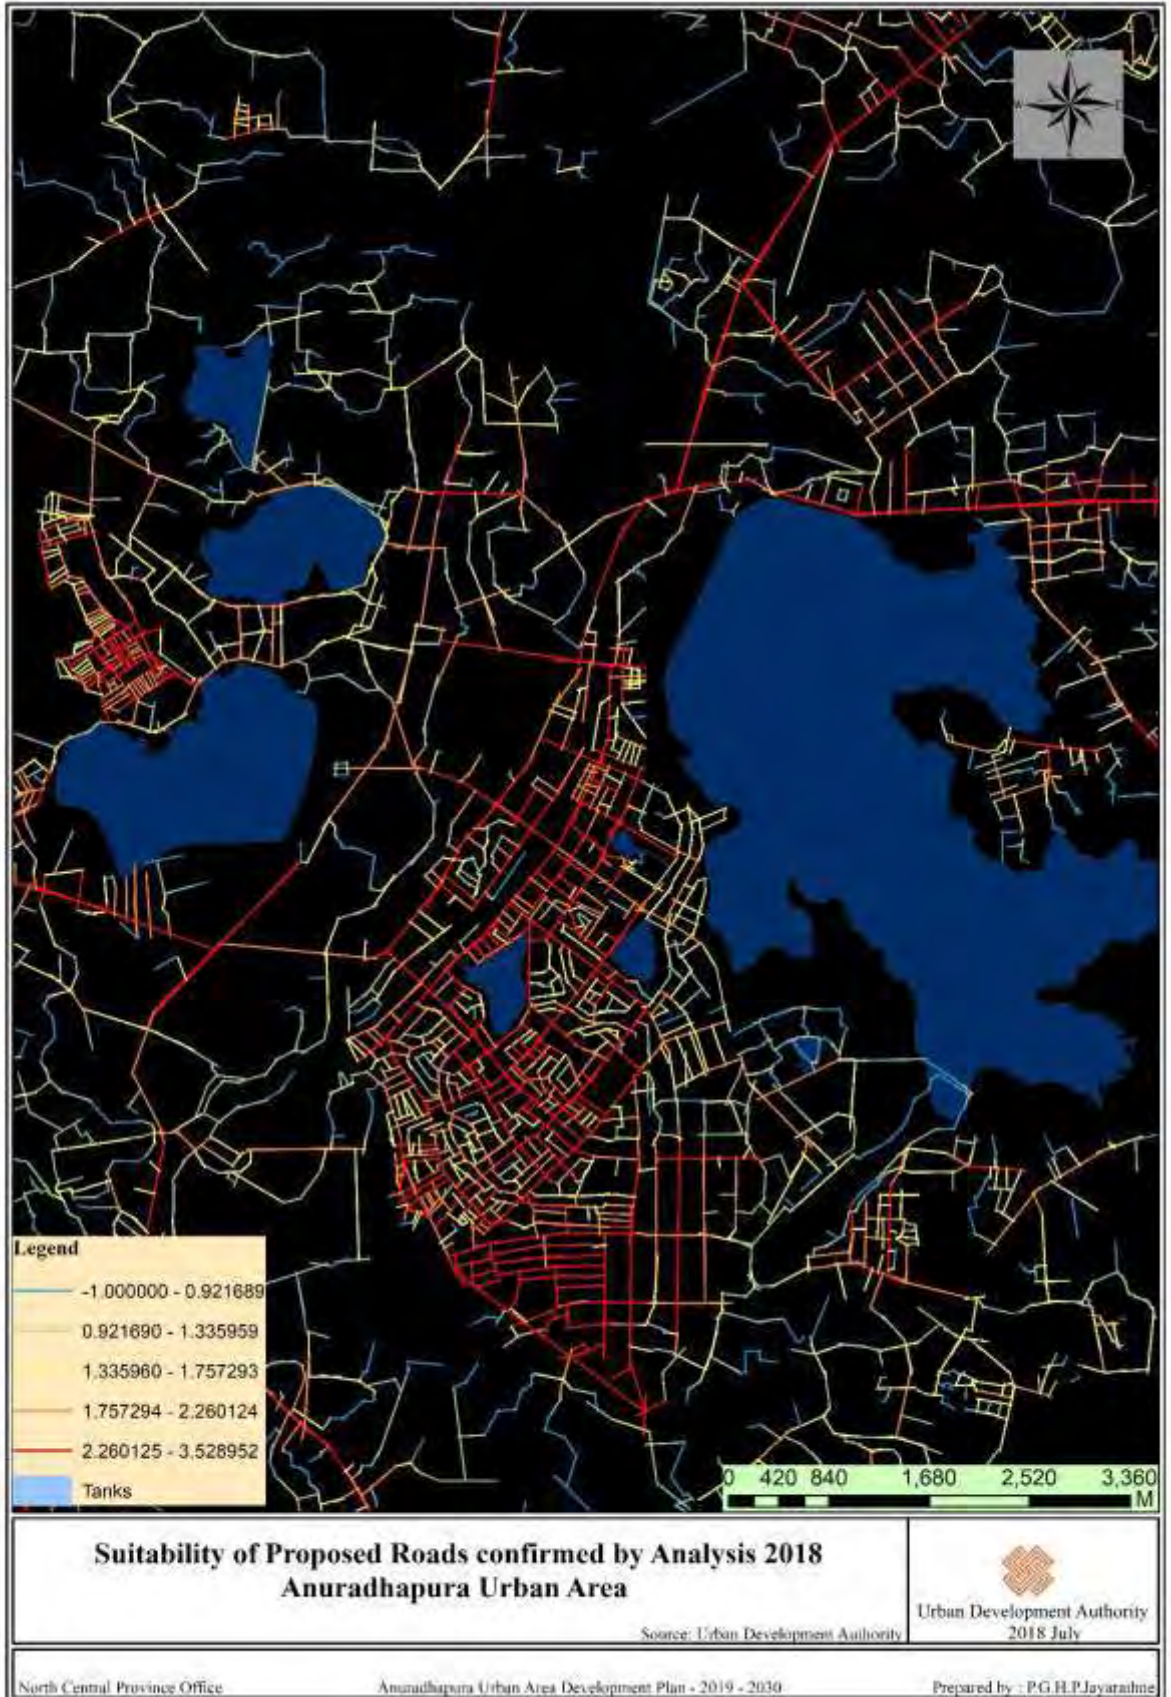 N
W E
S
Legend
-1.000000 - 0.921689
0.921690 - 1.335959
1.335960 - 1.757293
1.757294 - 2.260124
2.260125 - 3.528952
Tanks
0 420 840 1,680 2,520 3,360
M
Suitability of Proposed Roads confirmed by Analysis 2018
Anuradhapura Urban Area
Source: Urban Development Authority
Urban Development Authority
2018 July
North Central Province Office
Anuradhapura Urban Area Development Plan - 2019 - 2030
Prepared by : P.G.H.P.Jayarathne